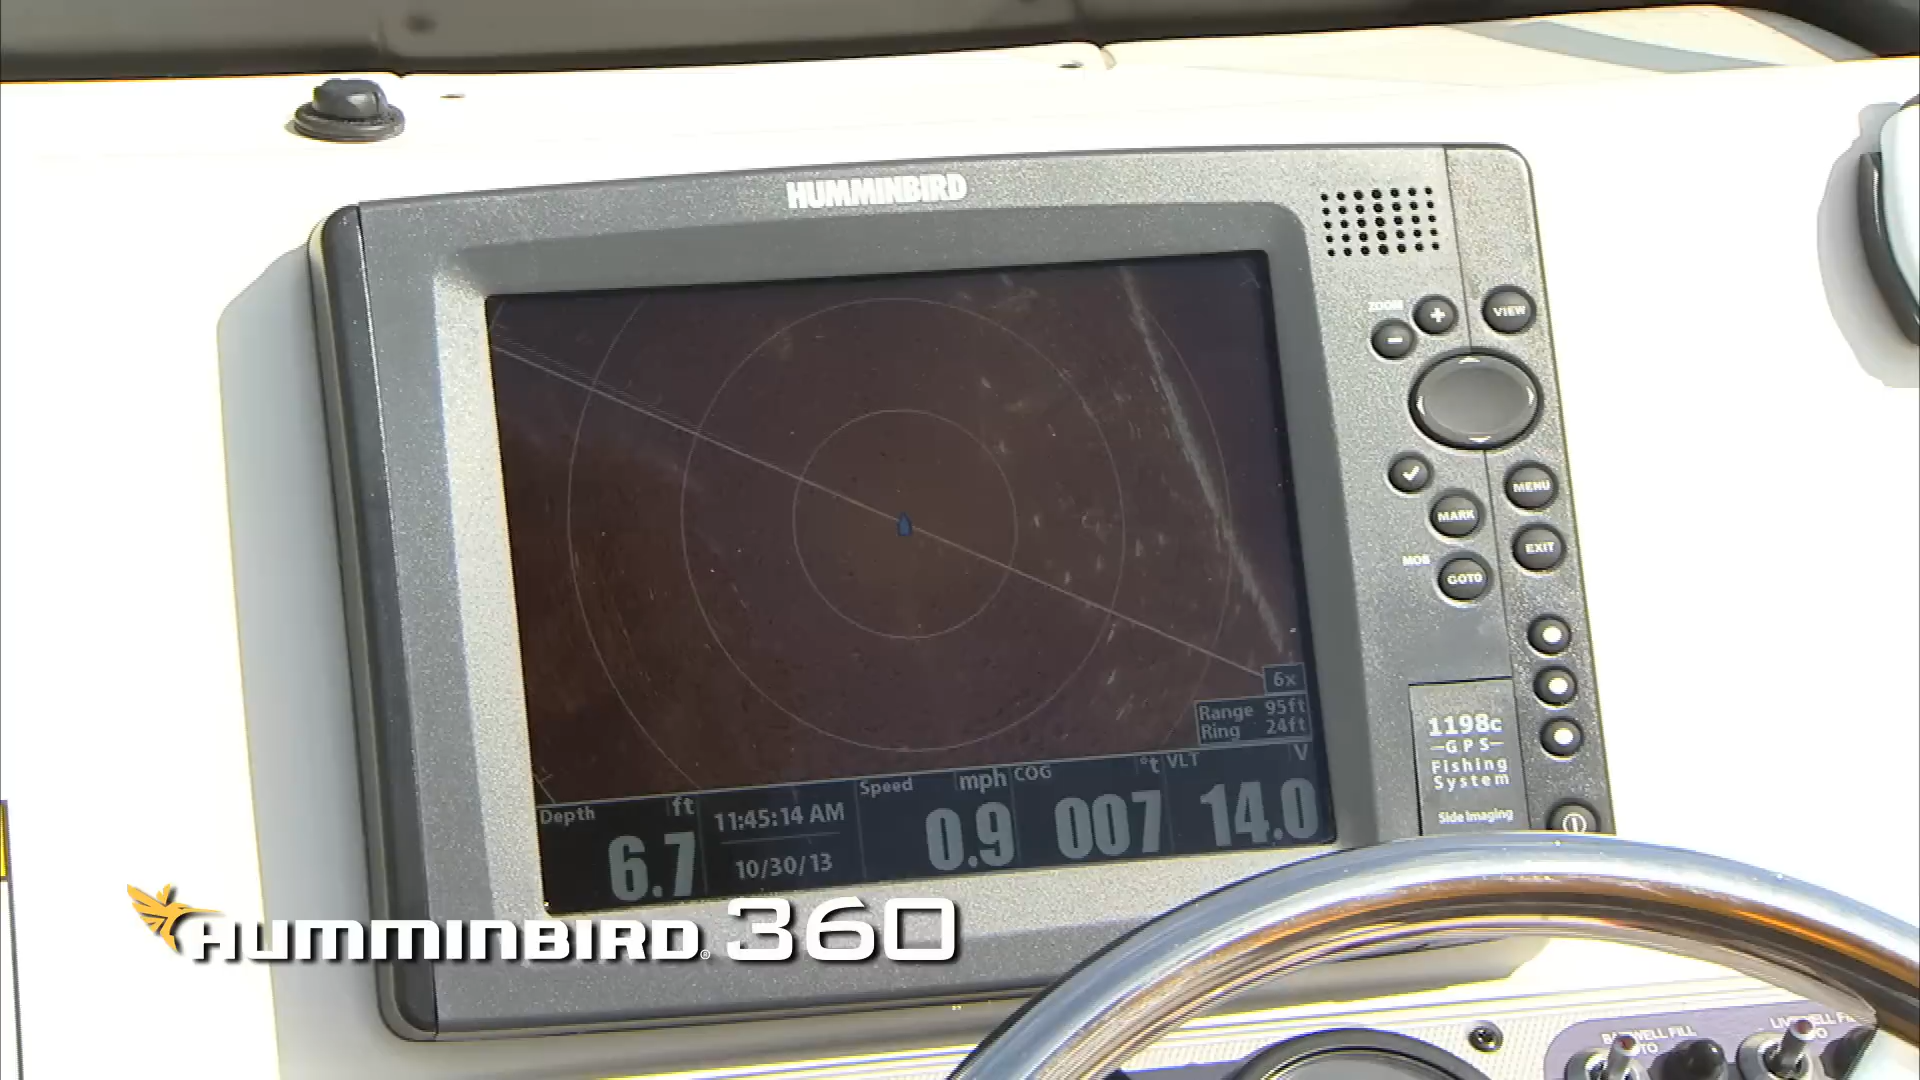 HUMMINBIRD
ZOOM
+
VIEW
-
MENU
MARK
EXIT
MOB
GOTO
6x
Range 95ft
Ring 24ft
1198c
-GPS-
Fishing
System
Side Imaging
Depth ft
6.7
11:45:14 AM
10/30/13
Speed mph
0.9
COG °t
007
VLT V
14.0
HUMMINBIRD® 360
FILL